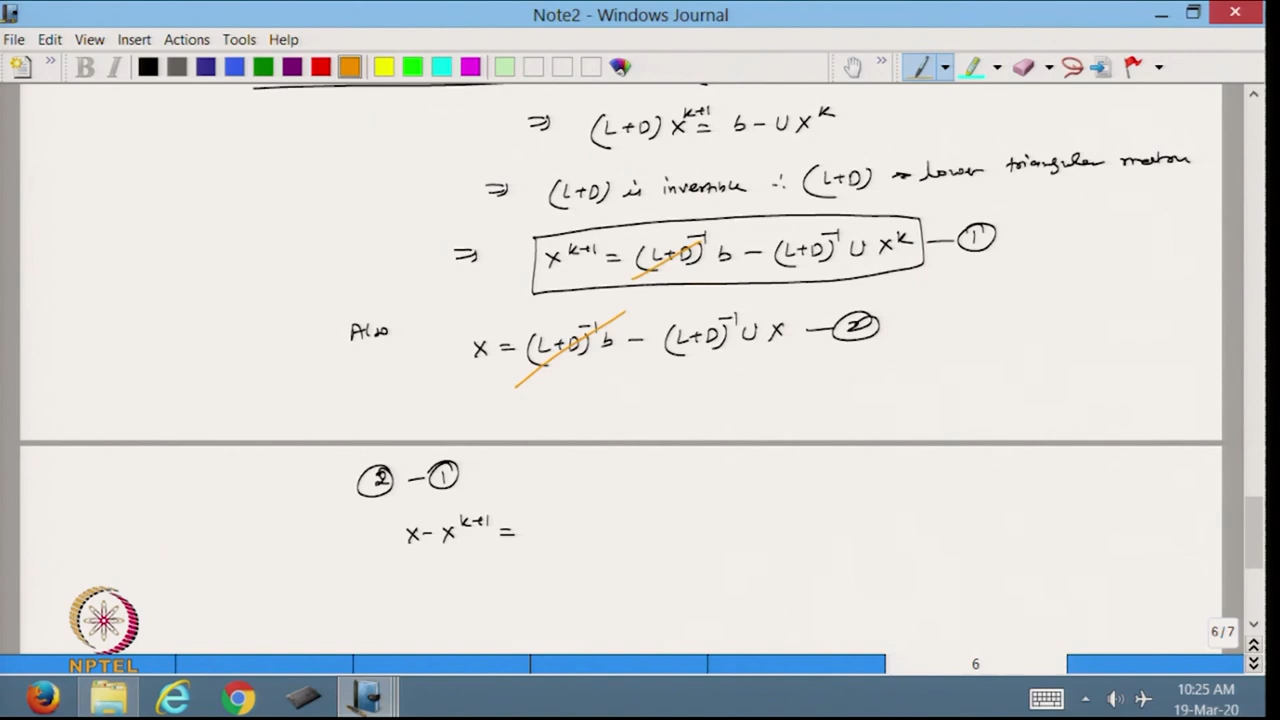 Note2 - Windows Journal
File Edit View Insert Actions Tools Help
⇒ (L+D) x^{k+1} = b - U x^k
⇒ (L+D) is invertible ∴ (L+D) → lower triangular matrix
⇒ x^{k+1} = (L+D)^{-1} b - (L+D)^{-1} U x^k — ①
Also x = (L+D)^{-1} b - (L+D)^{-1} U x — ②
② - ①
x - x^{k+1} =
NPTEL
6/7
6
10:25 AM
19-Mar-20